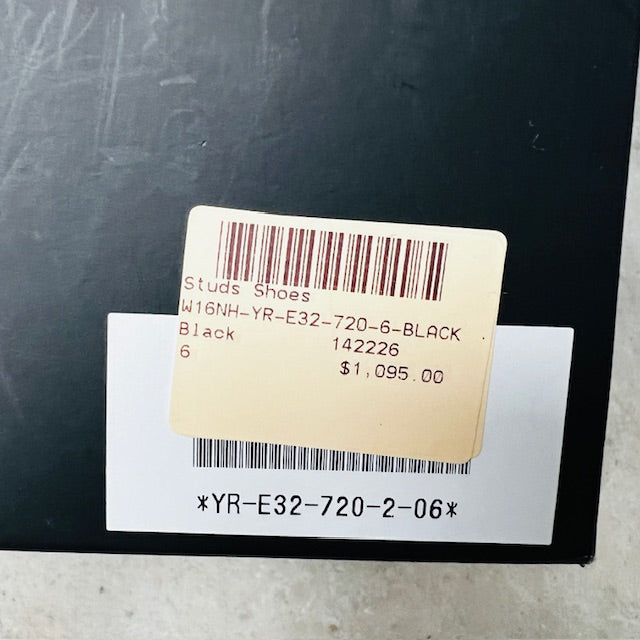 Studs Shoes
W16NH-YR-E32-720-6-BLACK
Black 142226
6 $1,095.00
*YR-E32-720-2-06*